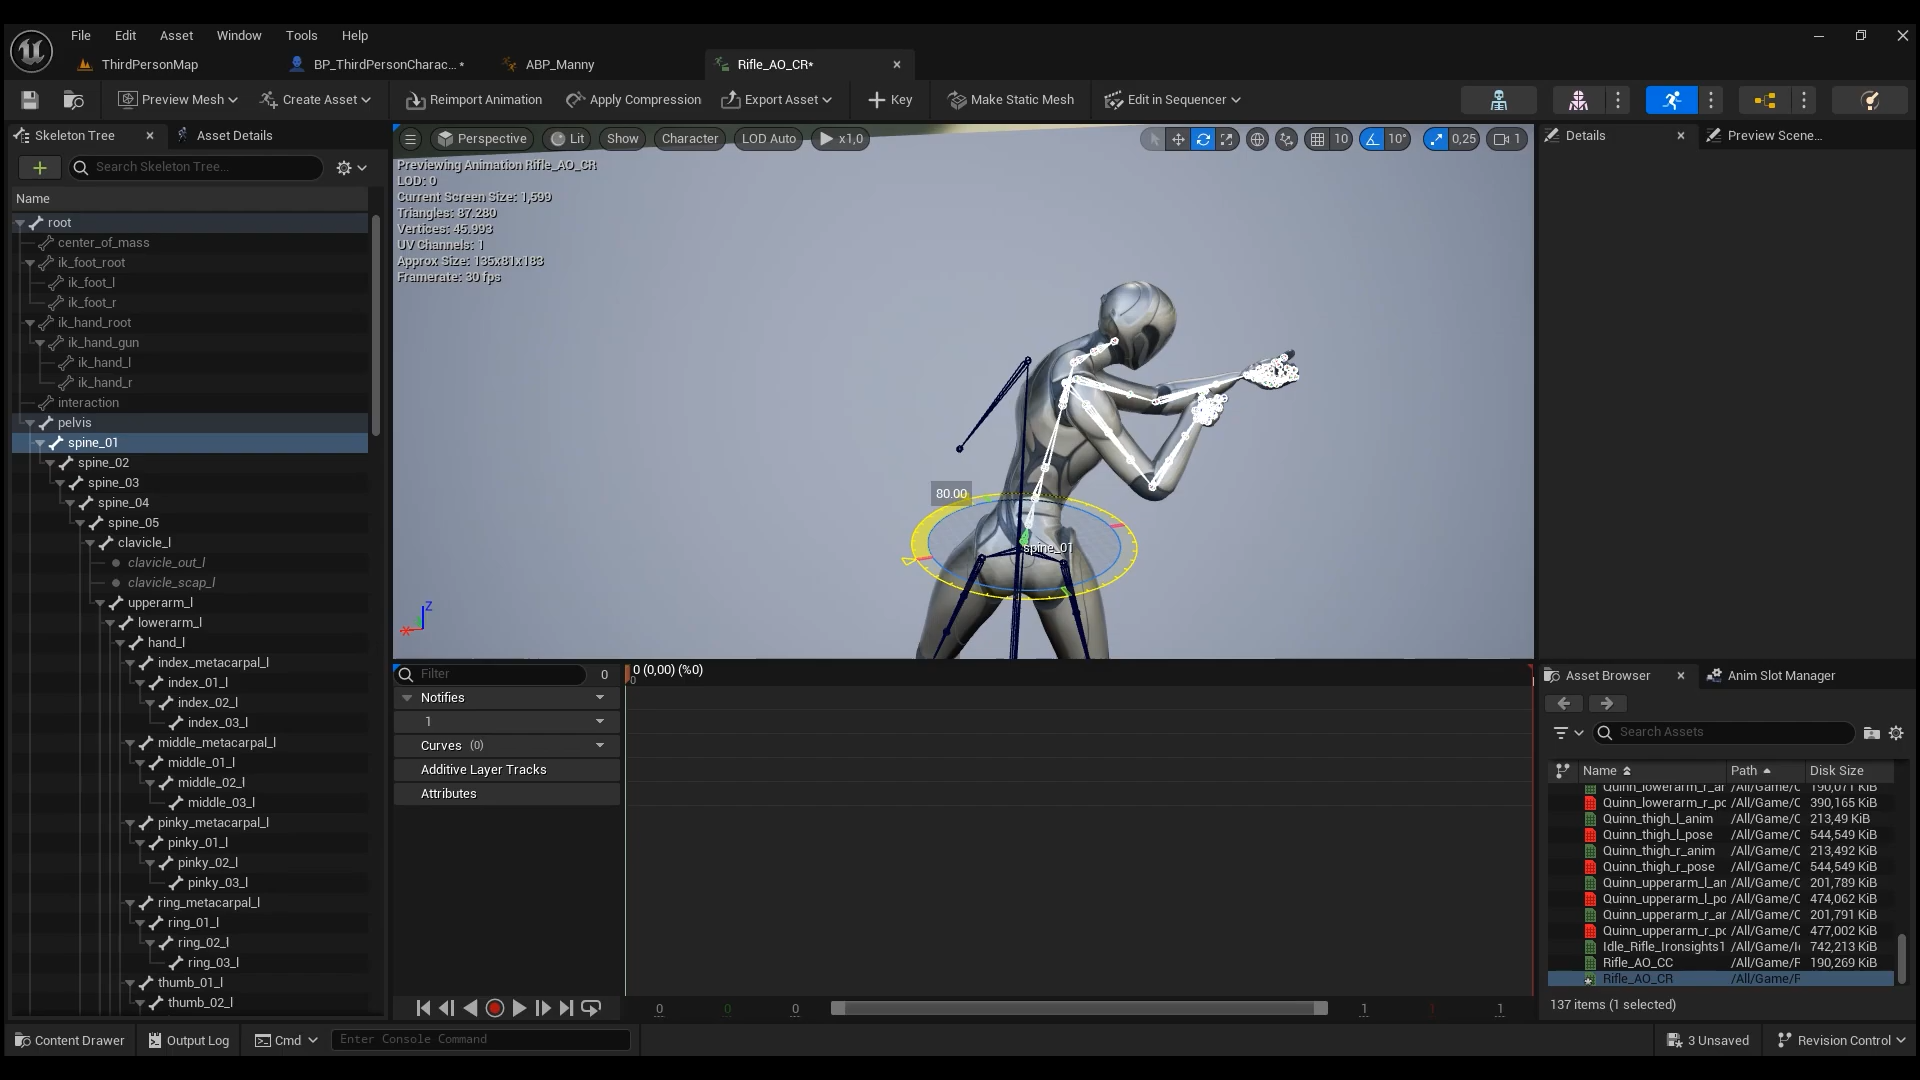 File Edit Asset Window Tools Help
ThirdPersonMap BP_ThirdPersonCharac...* ABP_Manny Rifle_AO_CR*
Preview Mesh Create Asset Reimport Animation Apply Compression Export Asset Key Make Static Mesh Edit in Sequencer
Skeleton Tree Asset Details
Search Skeleton Tree...
Name
root
center_of_mass
ik_foot_root
ik_foot_l
ik_foot_r
ik_hand_root
ik_hand_gun
ik_hand_l
ik_hand_r
interaction
pelvis
spine_01
spine_02
spine_03
spine_04
spine_05
clavicle_l
clavicle_out_l
clavicle_scap_l
upperarm_l
lowerarm_l
hand_l
index_metacarpal_l
index_01_l
index_02_l
index_03_l
middle_metacarpal_l
middle_01_l
middle_02_l
middle_03_l
pinky_metacarpal_l
pinky_01_l
pinky_02_l
pinky_03_l
ring_metacarpal_l
ring_01_l
ring_02_l
ring_03_l
thumb_01_l
thumb_02_l
Perspective Lit Show Character LOD Auto x1,0 10 10° 0,25 1
Previewing Animation Rifle_AO_CR
LOD: 0
Current Screen Size: 1,599
Triangles: 87.280
Vertices: 45.993
UV Channels: 1
Approx Size: 135x81x183
Framerate: 30 fps
80.00
spine_01
Z
Filter 0
0 (0,00) (%0)
0
Notifies
1
Curves (0)
Additive Layer Tracks
Attributes
0 0 0 1 1 1
Details Preview Scene...
Asset Browser Anim Slot Manager
Search Assets
Name Path Disk Size
Quinn_lowerarm_r_ar /All/Game/C 190,071 KiB
Quinn_lowerarm_r_po /All/Game/C 390,165 KiB
Quinn_thigh_l_anim /All/Game/C 213,49 KiB
Quinn_thigh_l_pose /All/Game/C 544,549 KiB
Quinn_thigh_r_anim /All/Game/C 213,492 KiB
Quinn_thigh_r_pose /All/Game/C 544,549 KiB
Quinn_upperarm_l_an /All/Game/C 201,789 KiB
Quinn_upperarm_l_po /All/Game/C 474,062 KiB
Quinn_upperarm_r_ar /All/Game/C 201,791 KiB
Quinn_upperarm_r_pc /All/Game/C 477,002 KiB
Idle_Rifle_Ironsights1 /All/Game/Ic 742,213 KiB
Rifle_AO_CC /All/Game/F 190,269 KiB
Rifle_AO_CR /All/Game/F
137 items (1 selected)
Content Drawer Output Log Cmd Enter Console Command 3 Unsaved Revision Control